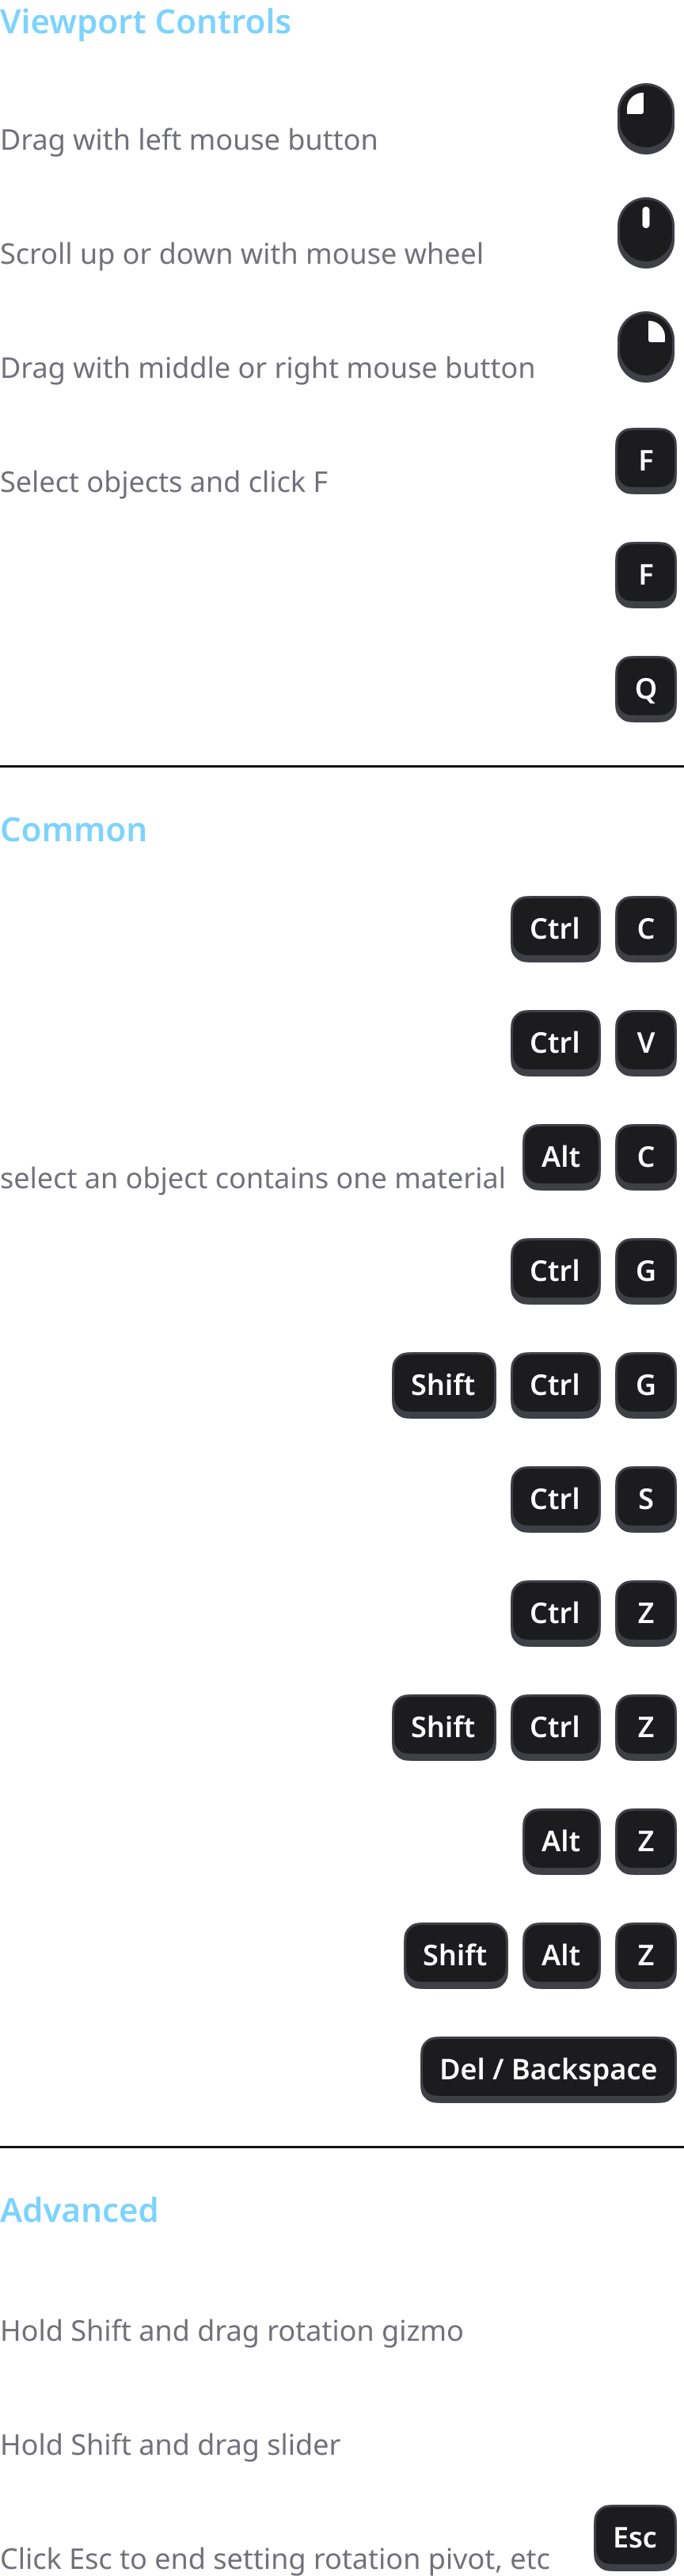 Viewport Controls
Drag with left mouse button
Scroll up or down with mouse wheel
Drag with middle or right mouse button
F
Select objects and click F
F
Q
Common
Ctrl C
Ctrl V
Alt C
select an object contains one material
Ctrl G
Shift Ctrl G
Ctrl S
Ctrl Z
Shift Ctrl Z
Alt Z
Shift Alt Z
Del / Backspace
Advanced
Hold Shift and drag rotation gizmo
Hold Shift and drag slider
Esc
Click Esc to end setting rotation pivot, etc